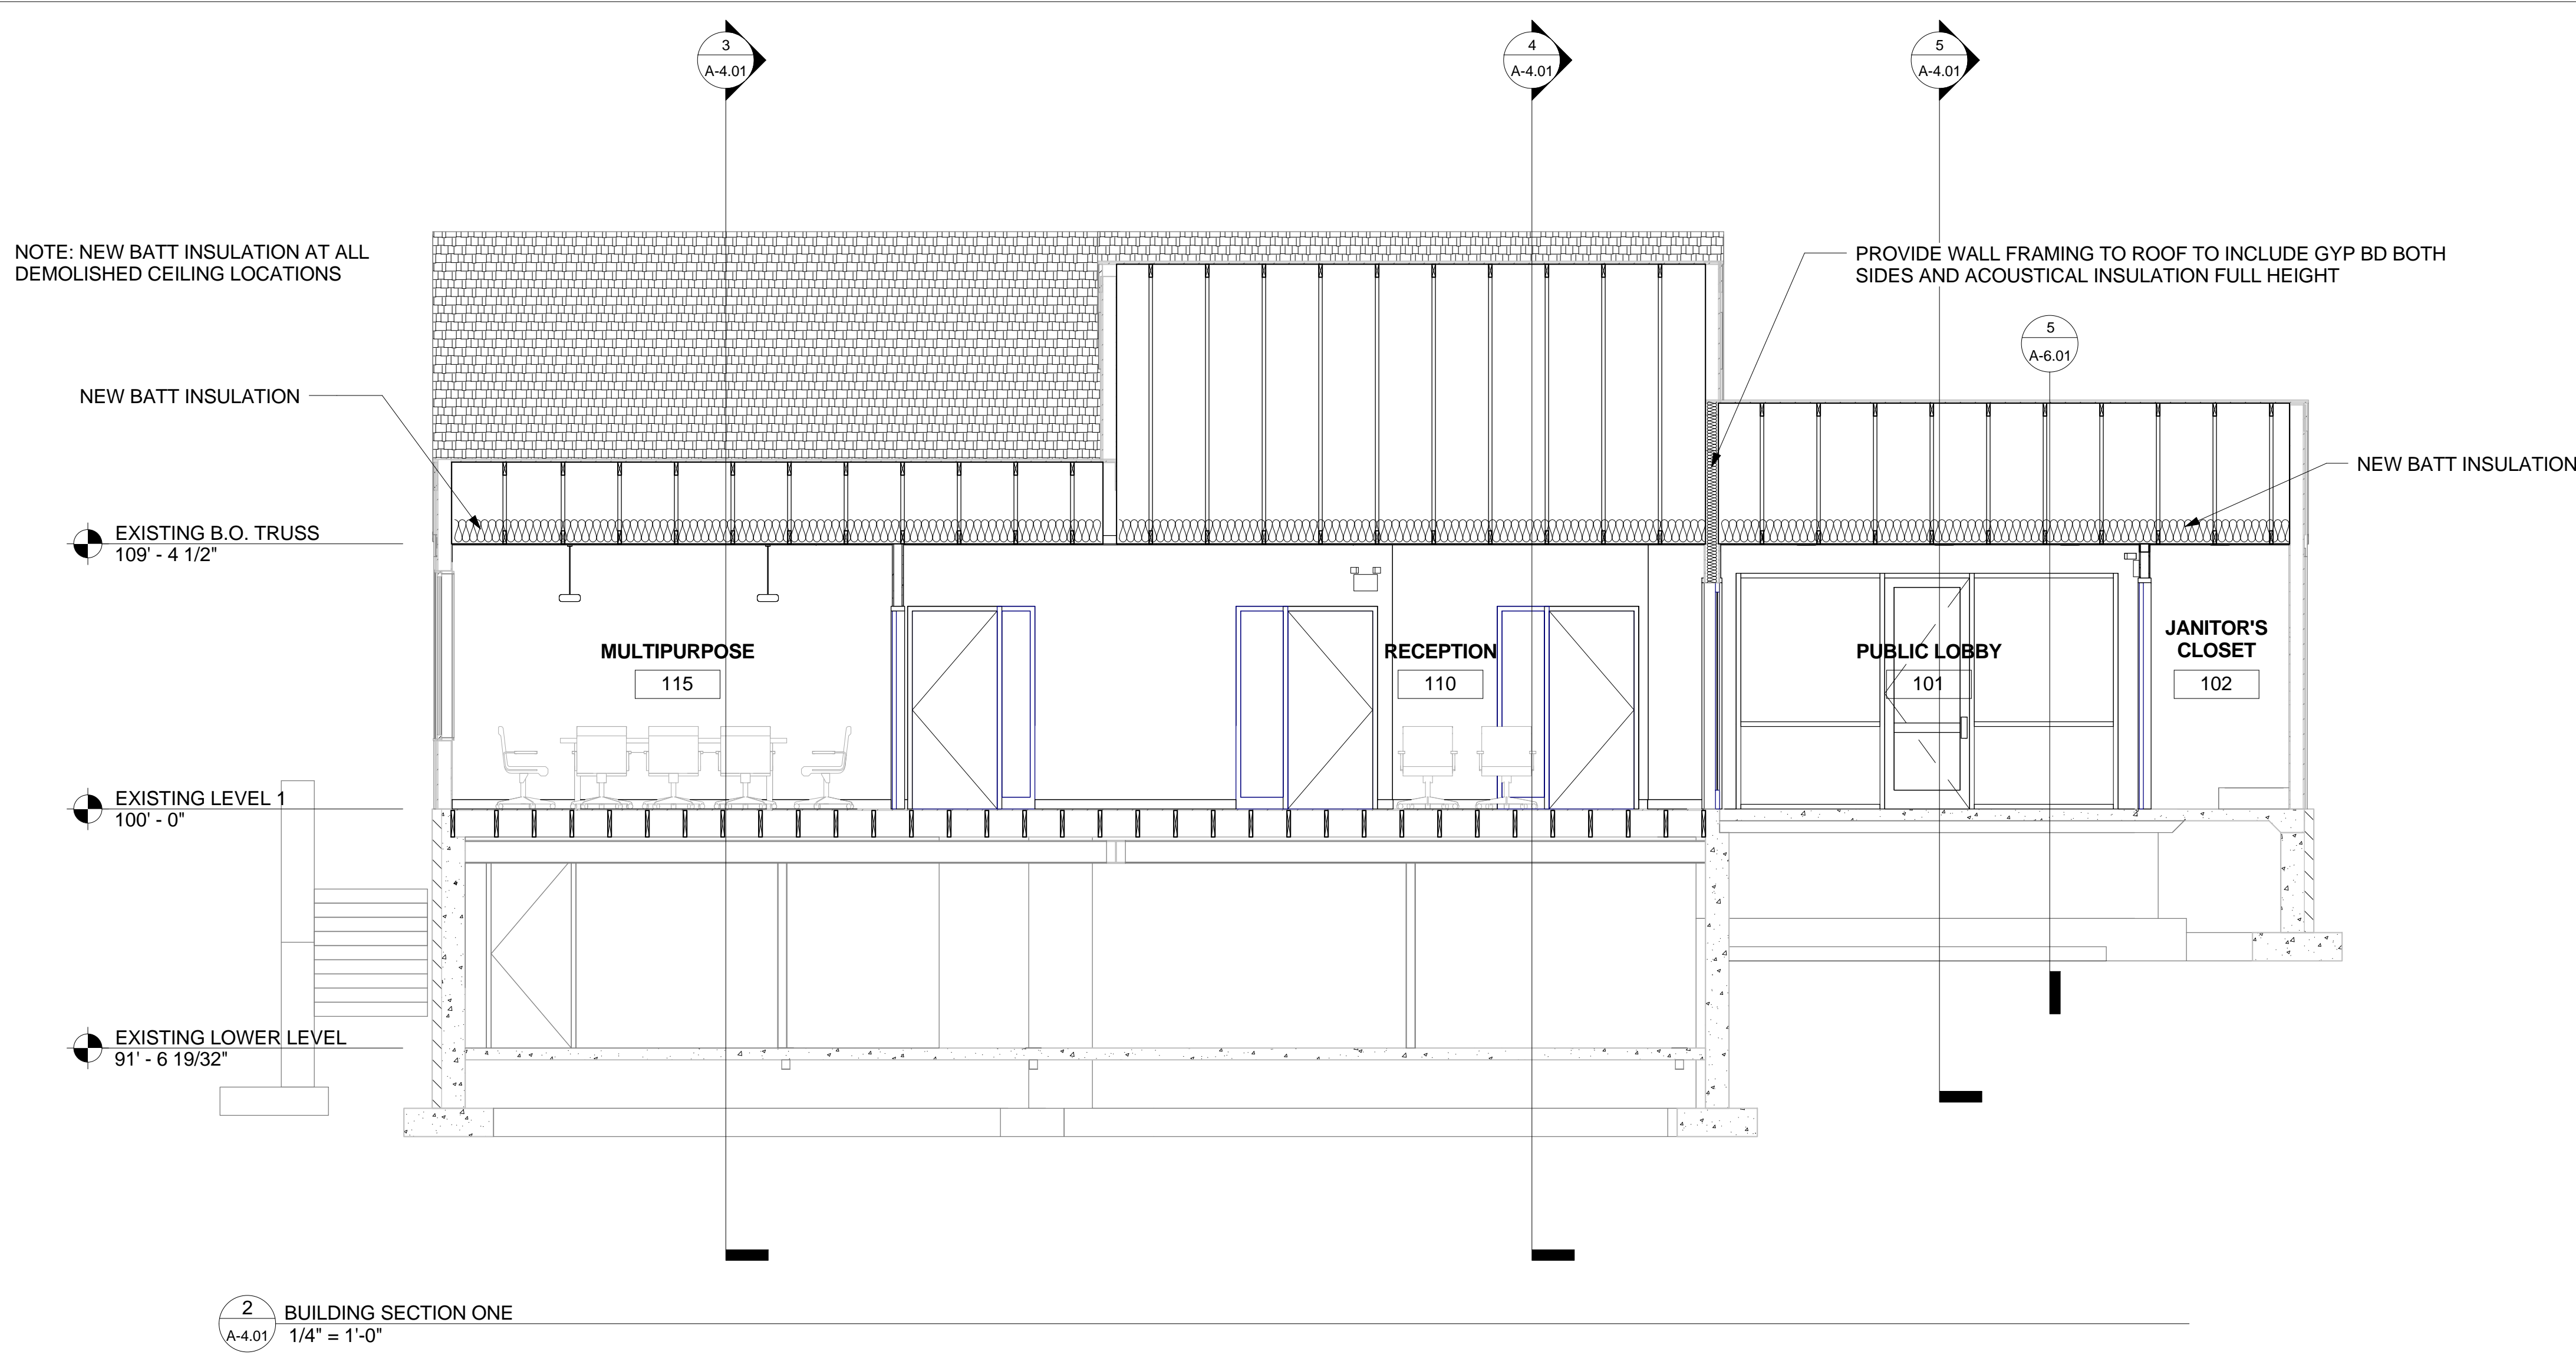 3
A-4.01
4
A-4.01
5
A-4.01
NOTE: NEW BATT INSULATION AT ALL
DEMOLISHED CEILING LOCATIONS
PROVIDE WALL FRAMING TO ROOF TO INCLUDE GYP BD BOTH
SIDES AND ACOUSTICAL INSULATION FULL HEIGHT
5
A-6.01
NEW BATT INSULATION
NEW BATT INSULATION
EXISTING B.O. TRUSS
109' - 4 1/2"
MULTIPURPOSE
115
RECEPTION
110
PUBLIC LOBBY
101
JANITOR'S
CLOSET
102
EXISTING LEVEL 1
100' - 0"
EXISTING LOWER LEVEL
91' - 6 19/32"
2
A-4.01
BUILDING SECTION ONE
1/4" = 1'-0"